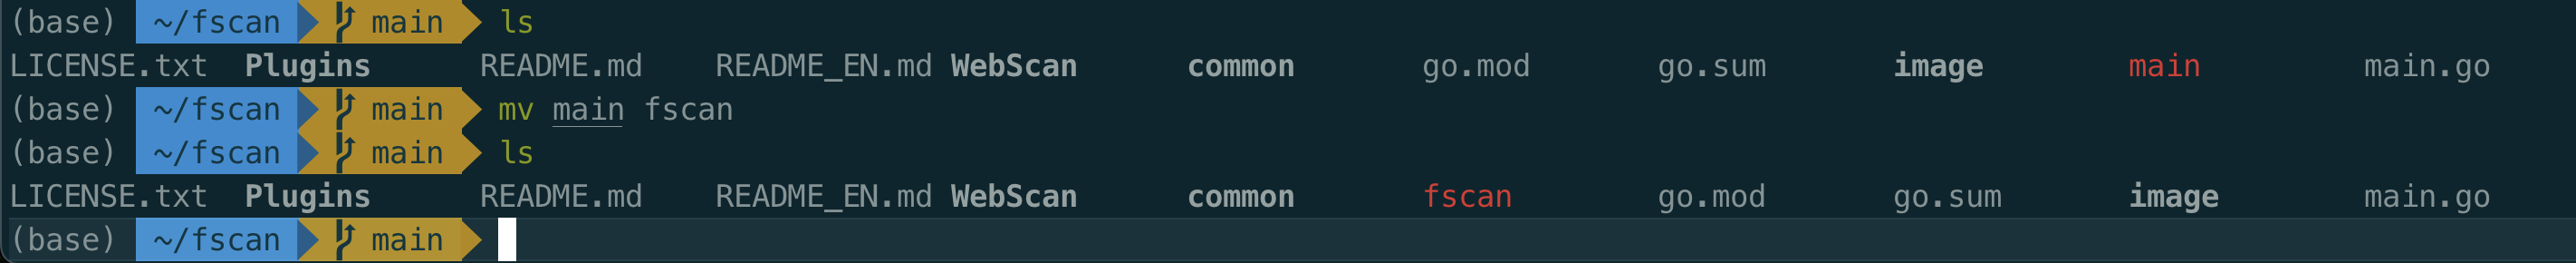 (base) ~/fscan main ls
LICENSE.txt Plugins README.md README_EN.md WebScan common go.mod go.sum image main main.go
(base) ~/fscan main mv main fscan
(base) ~/fscan main ls
LICENSE.txt Plugins README.md README_EN.md WebScan common fscan go.mod go.sum image main.go
(base) ~/fscan main